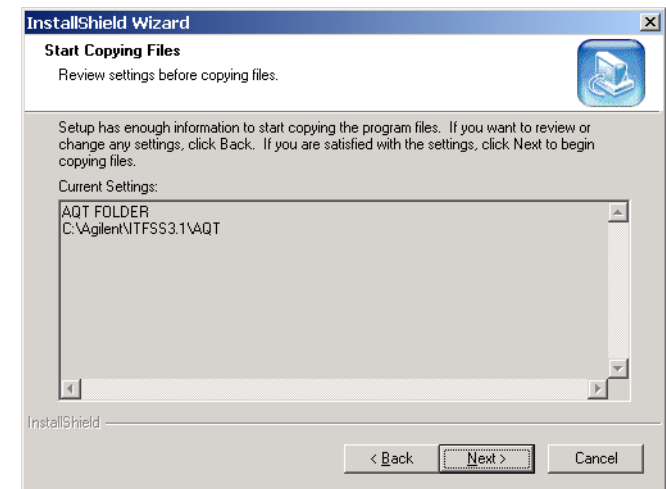 InstallShield Wizard
Start Copying Files
Review settings before copying files.
Setup has enough information to start copying the program files.  If you want to review or
change any settings, click Back.  If you are satisfied with the settings, click Next to begin
copying files.
Current Settings:
AQT FOLDER
C:\Agilent\ITFSS3.1\AQT
InstallShield
< Back
Next >
Cancel